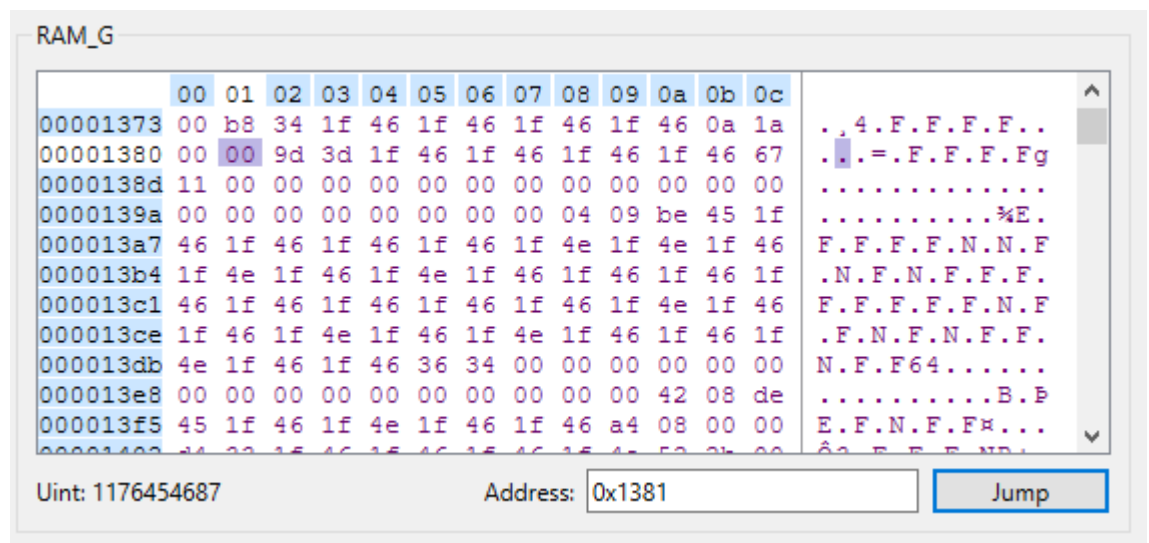 RAM_G
00 01 02 03 04 05 06 07 08 09 0a 0b 0c
00001373 00 b8 34 1f 46 1f 46 1f 46 1f 46 0a 1a .¸4.F.F.F.F..
00001380 00 00 9d 3d 1f 46 1f 46 1f 46 1f 46 67 ...=.F.F.F.Fg
0000138d 11 00 00 00 00 00 00 00 00 00 00 00 00 .............
0000139a 00 00 00 00 00 00 00 00 04 09 be 45 1f ..........¾E.
000013a7 46 1f 46 1f 46 1f 46 1f 4e 1f 4e 1f 46 F.F.F.F.N.N.F
000013b4 1f 4e 1f 46 1f 4e 1f 46 1f 46 1f 46 1f .N.F.N.F.F.F.
000013c1 46 1f 46 1f 46 1f 46 1f 46 1f 4e 1f 46 F.F.F.F.F.N.F
000013ce 1f 46 1f 4e 1f 46 1f 4e 1f 46 1f 46 1f .F.N.F.N.F.F.
000013db 4e 1f 46 1f 46 36 34 00 00 00 00 00 00 N.F.F64......
000013e8 00 00 00 00 00 00 00 00 00 00 42 08 de ..........B.Þ
000013f5 45 1f 46 1f 4e 1f 46 1f 46 a4 08 00 00 E.F.N.F.F¤...
Uint: 1176454687 Address: 0x1381 Jump